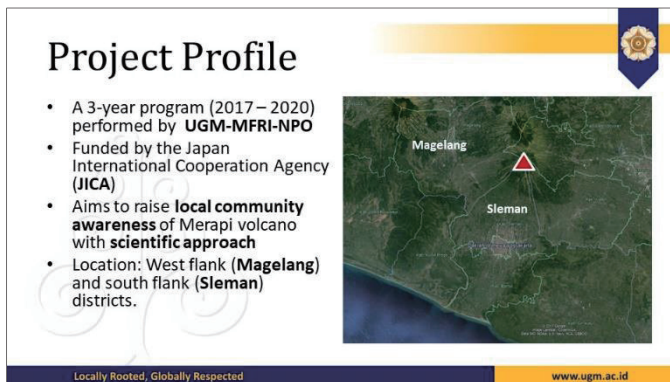 Project Profile
• A 3-year program (2017 – 2020)
performed by UGM-MFRI-NPO
• Funded by the Japan
International Cooperation Agency
(JICA)
• Aims to raise local community
awareness of Merapi volcano
with scientific approach
• Location: West flank (Magelang)
and south flank (Sleman)
districts.
Magelang
Sleman
Locally Rooted, Globally Respected
www.ugm.ac.id